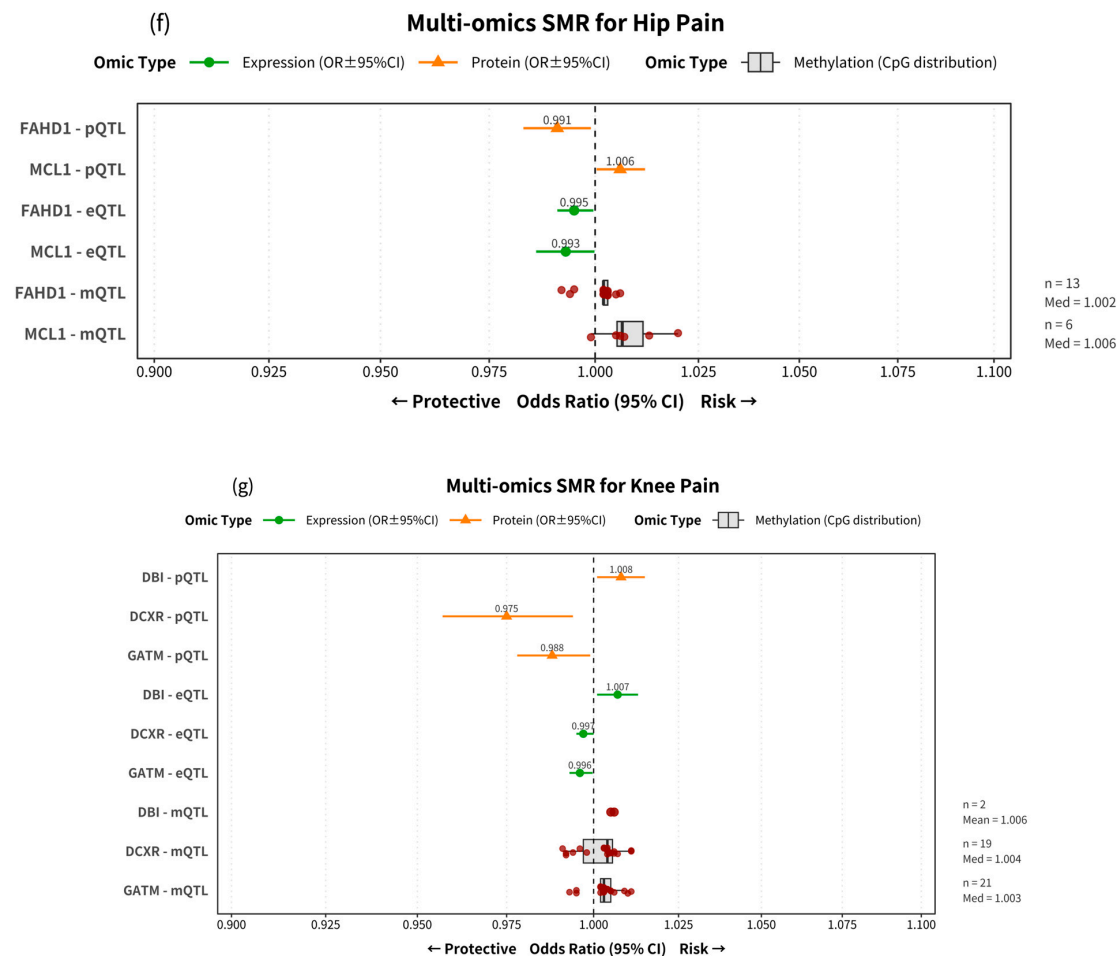 (f) Multi-omics SMR for Hip Pain
Omic Type Expression (OR±95%CI) Protein (OR±95%CI) Omic Type Methylation (CpG distribution)
FAHD1 - pQTL 0.991
MCL1 - pQTL 1.006
FAHD1 - eQTL 0.995
MCL1 - eQTL 0.993
FAHD1 - mQTL n = 13
Med = 1.002
MCL1 - mQTL n = 6
Med = 1.006
0.900 0.925 0.950 0.975 1.000 1.025 1.050 1.075 1.100
← Protective Odds Ratio (95% CI) Risk →
(g) Multi-omics SMR for Knee Pain
Omic Type Expression (OR±95%CI) Protein (OR±95%CI) Omic Type Methylation (CpG distribution)
DBI - pQTL 1.008
DCXR - pQTL 0.975
GATM - pQTL 0.988
DBI - eQTL 1.007
DCXR - eQTL 0.997
GATM - eQTL 0.996
DBI - mQTL n = 2
Mean = 1.006
DCXR - mQTL n = 19
Med = 1.004
GATM - mQTL n = 21
Med = 1.003
0.900 0.925 0.950 0.975 1.000 1.025 1.050 1.075 1.100
← Protective Odds Ratio (95% CI) Risk →